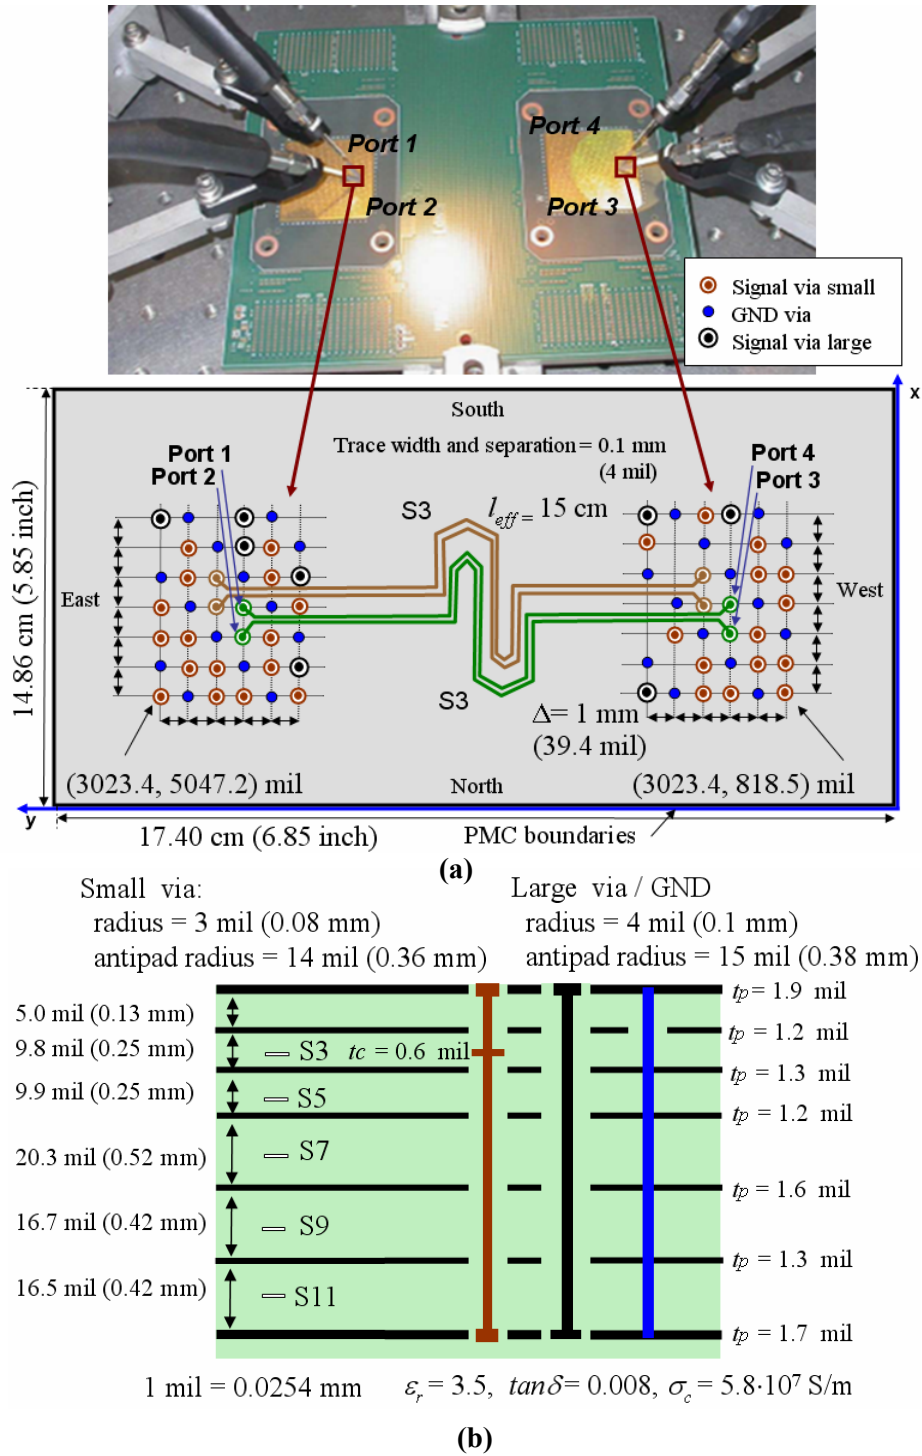 Port 1
Port 4
Port 2
Port 3
Signal via small
GND via
Signal via large
x
South
Port 1
Port 2
Trace width and separation = 0.1 mm
(4 mil)
Port 4
Port 3
S3
l_eff = 15 cm
East
West
14.86 cm (5.85 inch)
S3
Δ= 1 mm
(39.4 mil)
(3023.4, 5047.2) mil
North
(3023.4, 818.5) mil
y
17.40 cm (6.85 inch)
PMC boundaries
(a)
Small via:
radius = 3 mil (0.08 mm)
antipad radius = 14 mil (0.36 mm)
Large via / GND
radius = 4 mil (0.1 mm)
antipad radius = 15 mil (0.38 mm)
5.0 mil (0.13 mm)
9.8 mil (0.25 mm)
9.9 mil (0.25 mm)
20.3 mil (0.52 mm)
16.7 mil (0.42 mm)
16.5 mil (0.42 mm)
S3 tc = 0.6 mil
S5
S7
S9
S11
tp = 1.9 mil
tp = 1.2 mil
tp = 1.3 mil
tp = 1.2 mil
tp = 1.6 mil
tp = 1.3 mil
tp = 1.7 mil
1 mil = 0.0254 mm εr = 3.5, tanδ = 0.008, σc = 5.8·10⁷ S/m
(b)